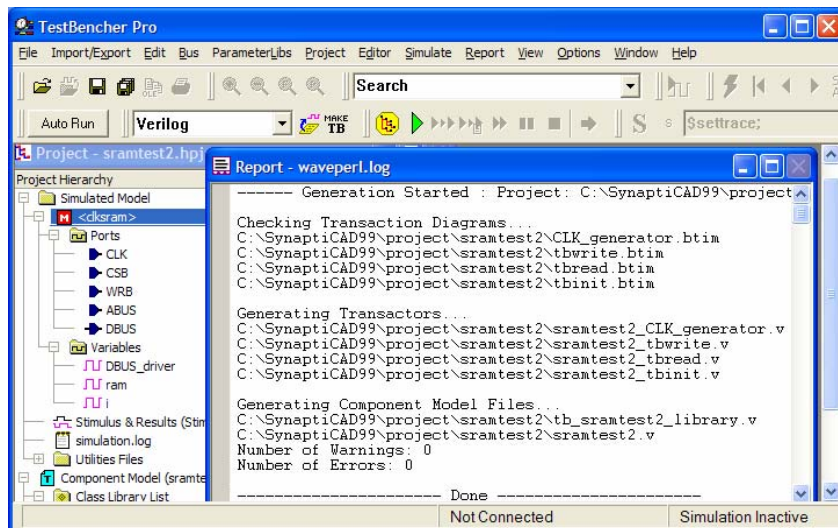 TestBencher Pro
File Import/Export Edit Bus ParameterLibs Project Editor Simulate Report View Options Window Help
Search
Auto Run Verilog MAKE TB S $settrace;
Project - sramtest2.hpj
Project Hierarchy
Simulated Model
M <clksram>
Ports
CLK
CSB
WRB
ABUS
DBUS
Variables
DBUS_driver
ram
i
Stimulus & Results (Stim
simulation.log
Utilities Files
Component Model (sramte
Class Library List
Report - waveperl.log
------ Generation Started : Project: C:\SynaptiCAD99\project
Checking Transaction Diagrams...
C:\SynaptiCAD99\project\sramtest2\CLK_generator.btim
C:\SynaptiCAD99\project\sramtest2\tbwrite.btim
C:\SynaptiCAD99\project\sramtest2\tbread.btim
C:\SynaptiCAD99\project\sramtest2\tbinit.btim
Generating Transactors...
C:\SynaptiCAD99\project\sramtest2\sramtest2_CLK_generator.v
C:\SynaptiCAD99\project\sramtest2\sramtest2_tbwrite.v
C:\SynaptiCAD99\project\sramtest2\sramtest2_tbread.v
C:\SynaptiCAD99\project\sramtest2\sramtest2_tbinit.v
Generating Component Model Files...
C:\SynaptiCAD99\project\sramtest2\tb_sramtest2_library.v
C:\SynaptiCAD99\project\sramtest2\sramtest2.v
Number of Warnings: 0
Number of Errors: 0
----------------------- Done -----------------------
Not Connected Simulation Inactive